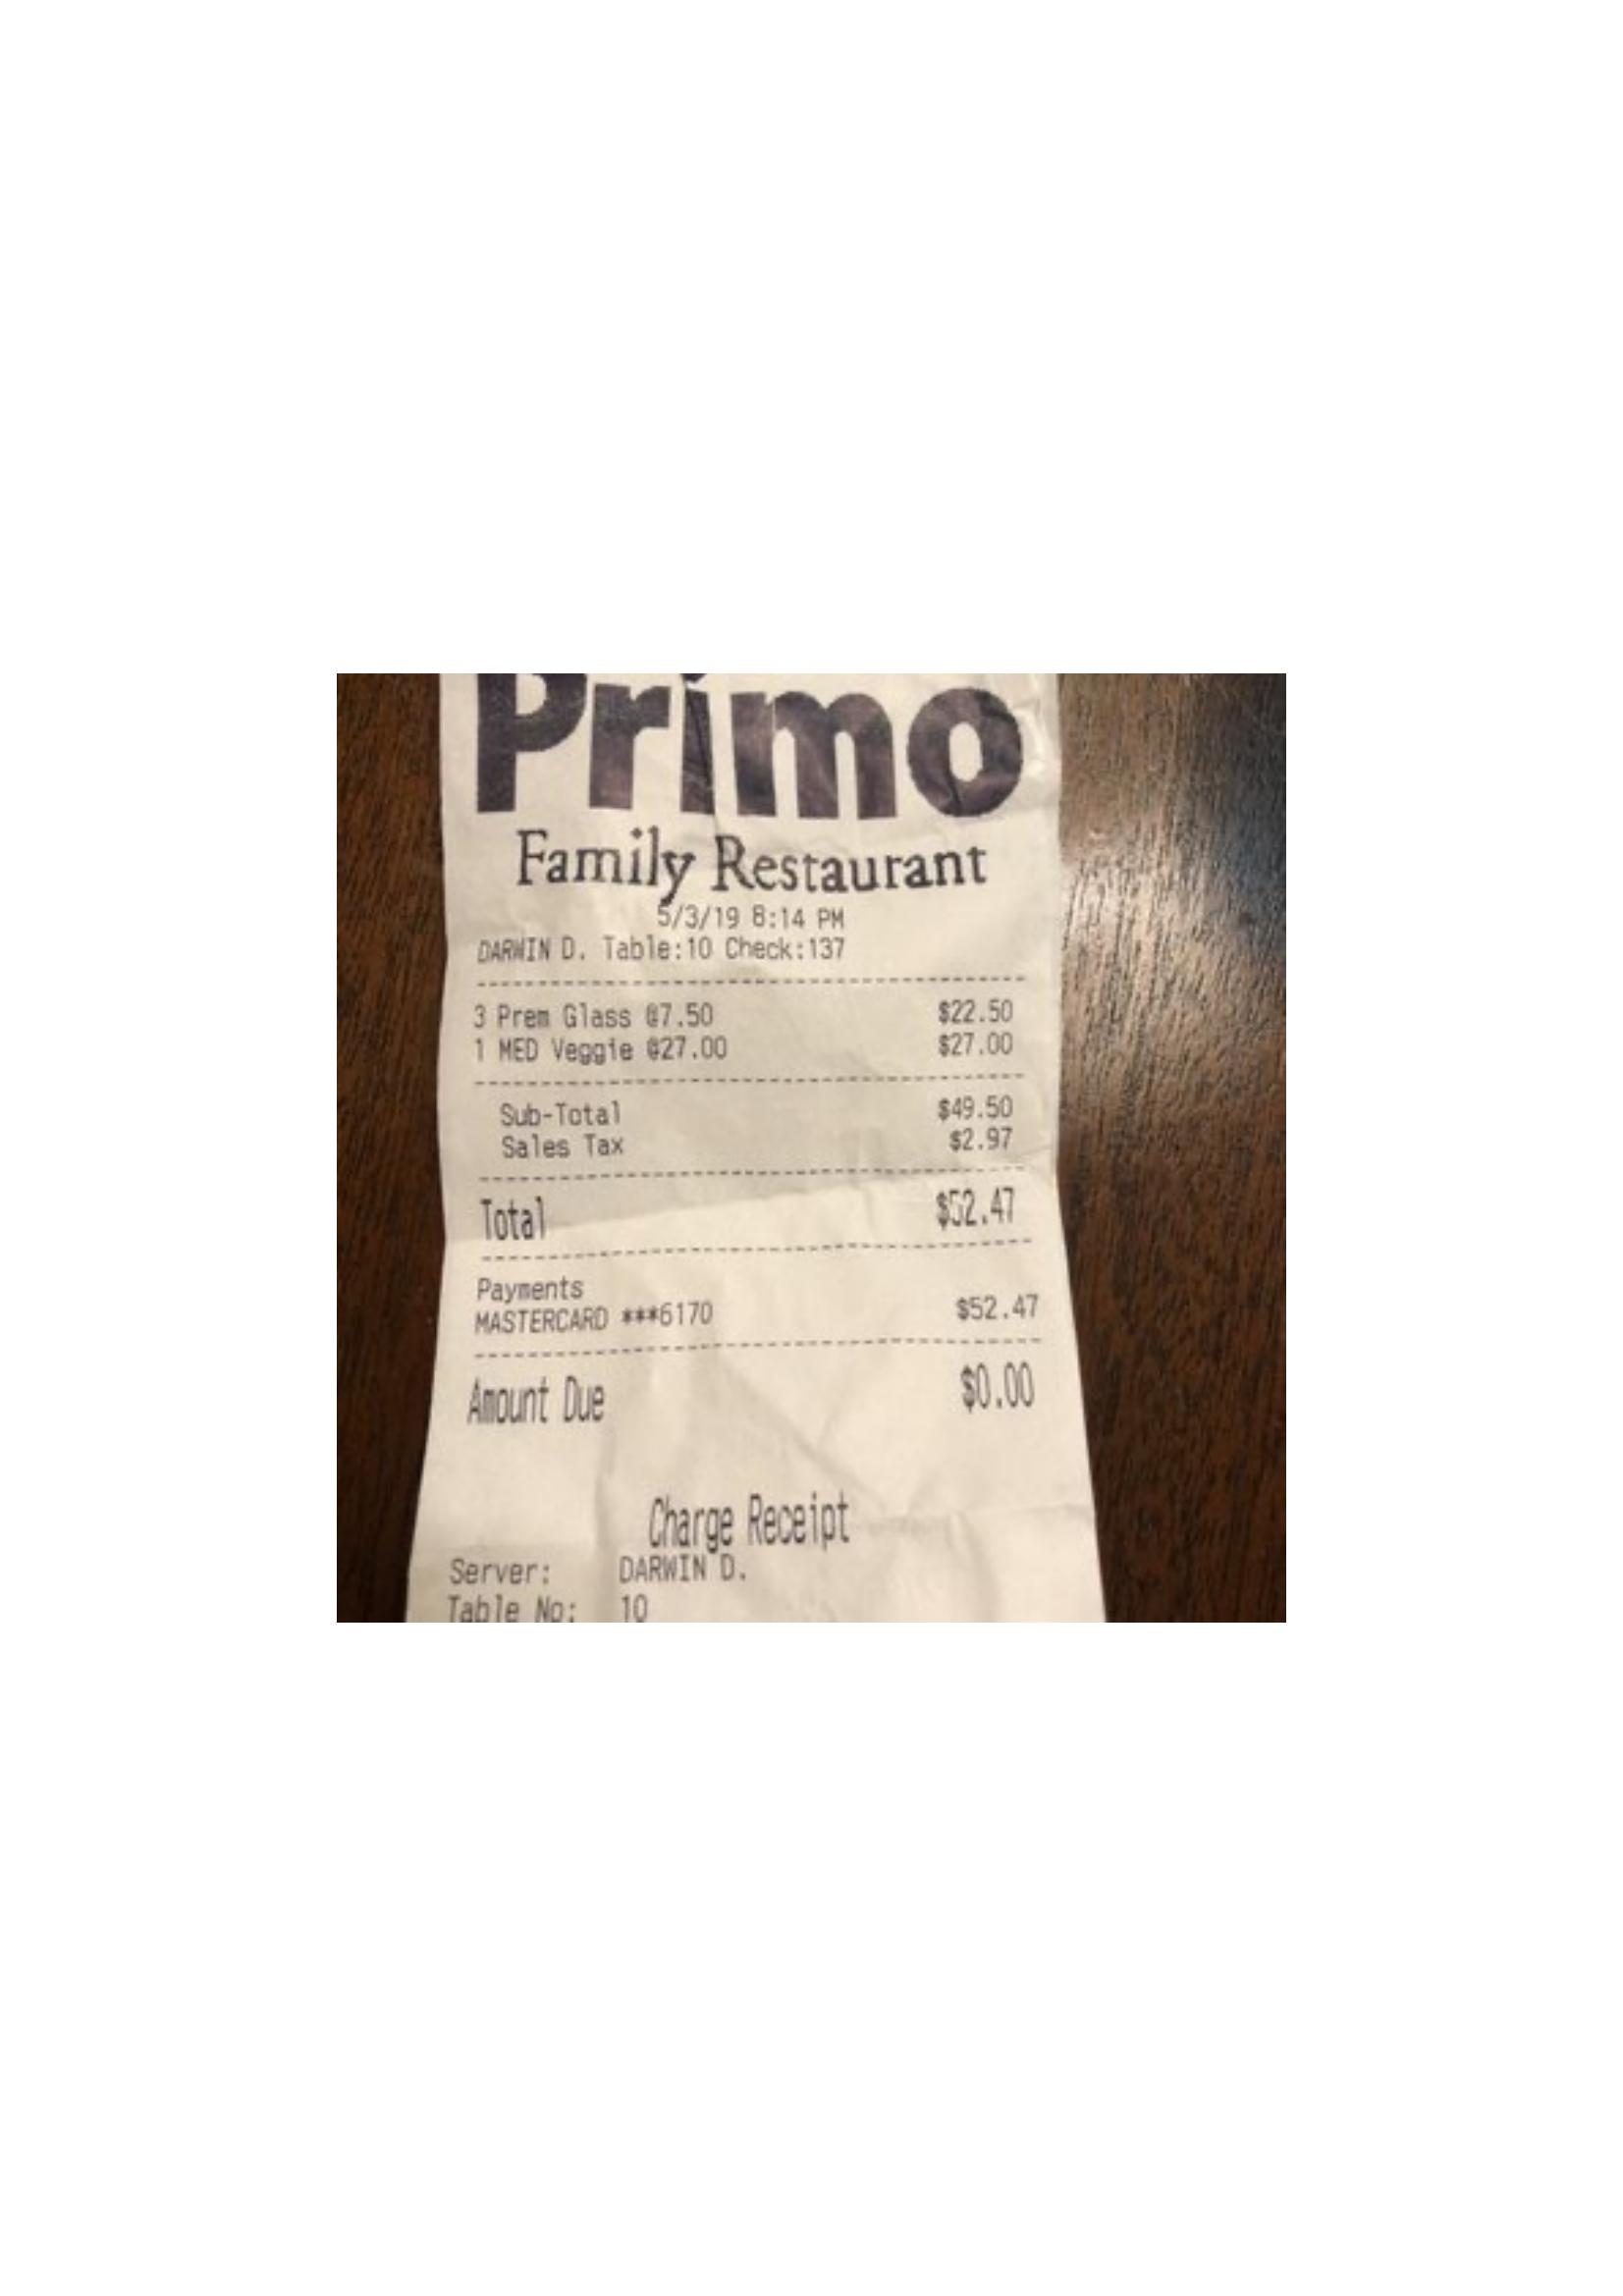 Primo
Family Restaurant
5/3/19 8:14 PM
DARWIN D. Table:10 Check:137
3 Prem Glass @7.50 $22.50
1 MED Veggie @27.00 $27.00
Sub-Total $49.50
Sales Tax $2.97
Total $52.47
Payments
MASTERCARD ***6170 $52.47
Amount Due $0.00
Charge Receipt
Server: DARWIN D.
Table No: 10